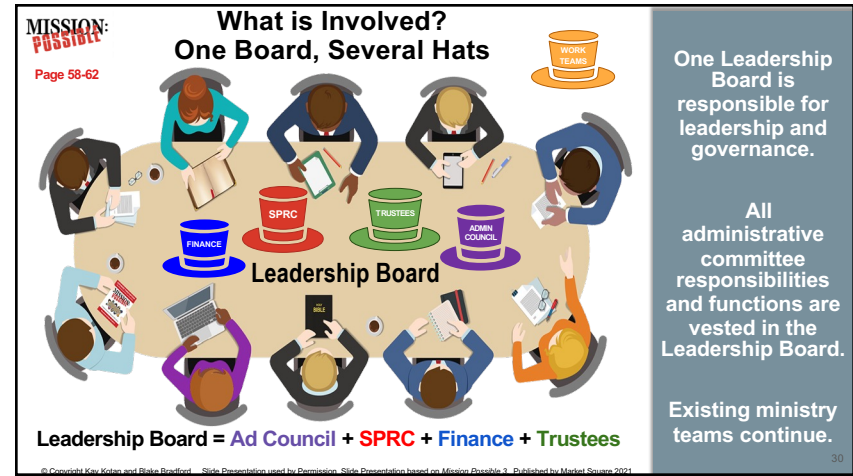 MISSION:
POSSIBLE
What is Involved?
One Board, Several Hats
Page 58-62
WORK
TEAMS
FINANCE
SPRC
TRUSTEES
ADMIN
COUNCIL
Leadership Board
HOLY
BIBLE
Leadership Board = Ad Council + SPRC + Finance + Trustees
© Copyright Kay Kotan and Blake Bradford Slide Presentation used by Permission. Slide Presentation based on Mission Possible 3. Published by Market Square 2021
One Leadership
Board is
responsible for
leadership and
governance.
All
administrative
committee
responsibilities
and functions are
vested in the
Leadership Board.
Existing ministry
teams continue.
30